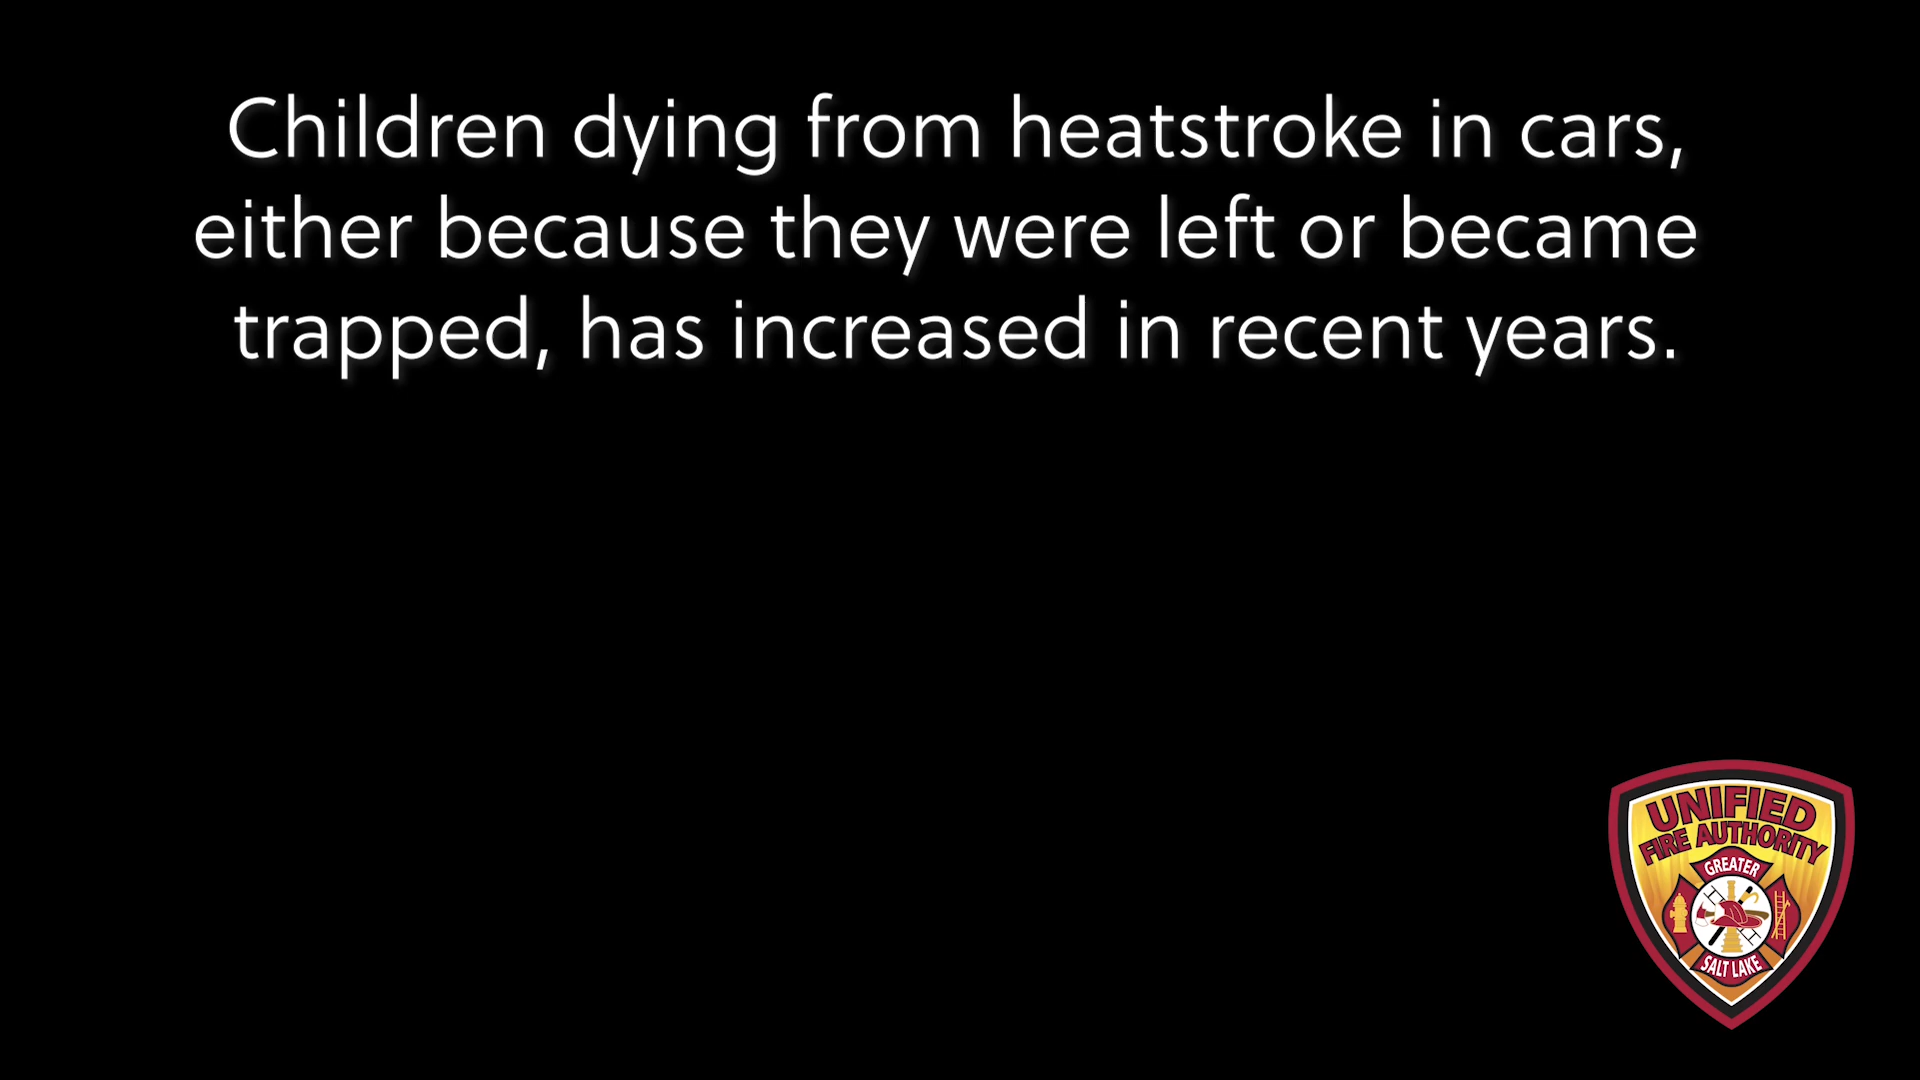 Children dying from heatstroke in cars,
either because they were left or became
trapped, has increased in recent years.
UNIFIED
FIRE AUTHORITY
GREATER
SALT LAKE